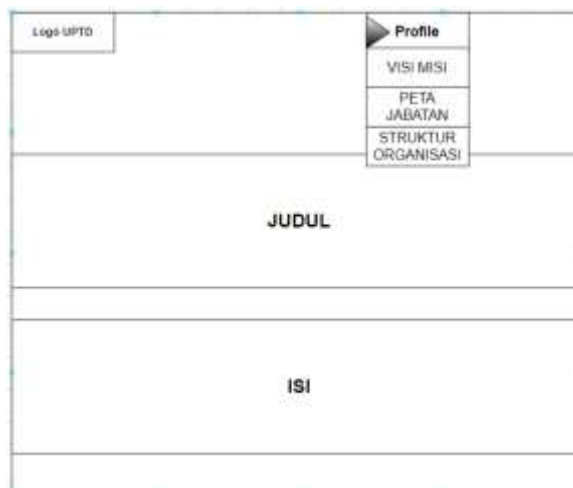 Logo UPTD
Profile
VISI MISI
PETA
JABATAN
STRUKTUR
ORGANISASI
JUDUL
ISI